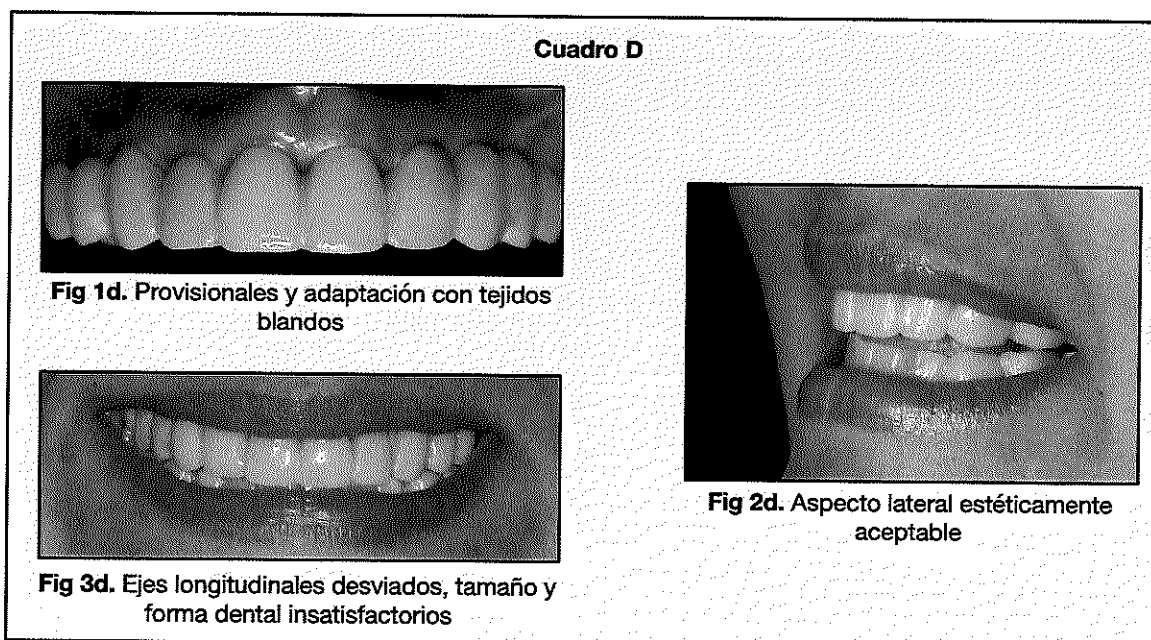 Cuadro D
Fig 1d. Provisionales y adaptación con tejidos
blandos
Fig 2d. Aspecto lateral estéticamente
aceptable
Fig 3d. Ejes longitudinales desviados, tamaño y
forma dental insatisfactorios